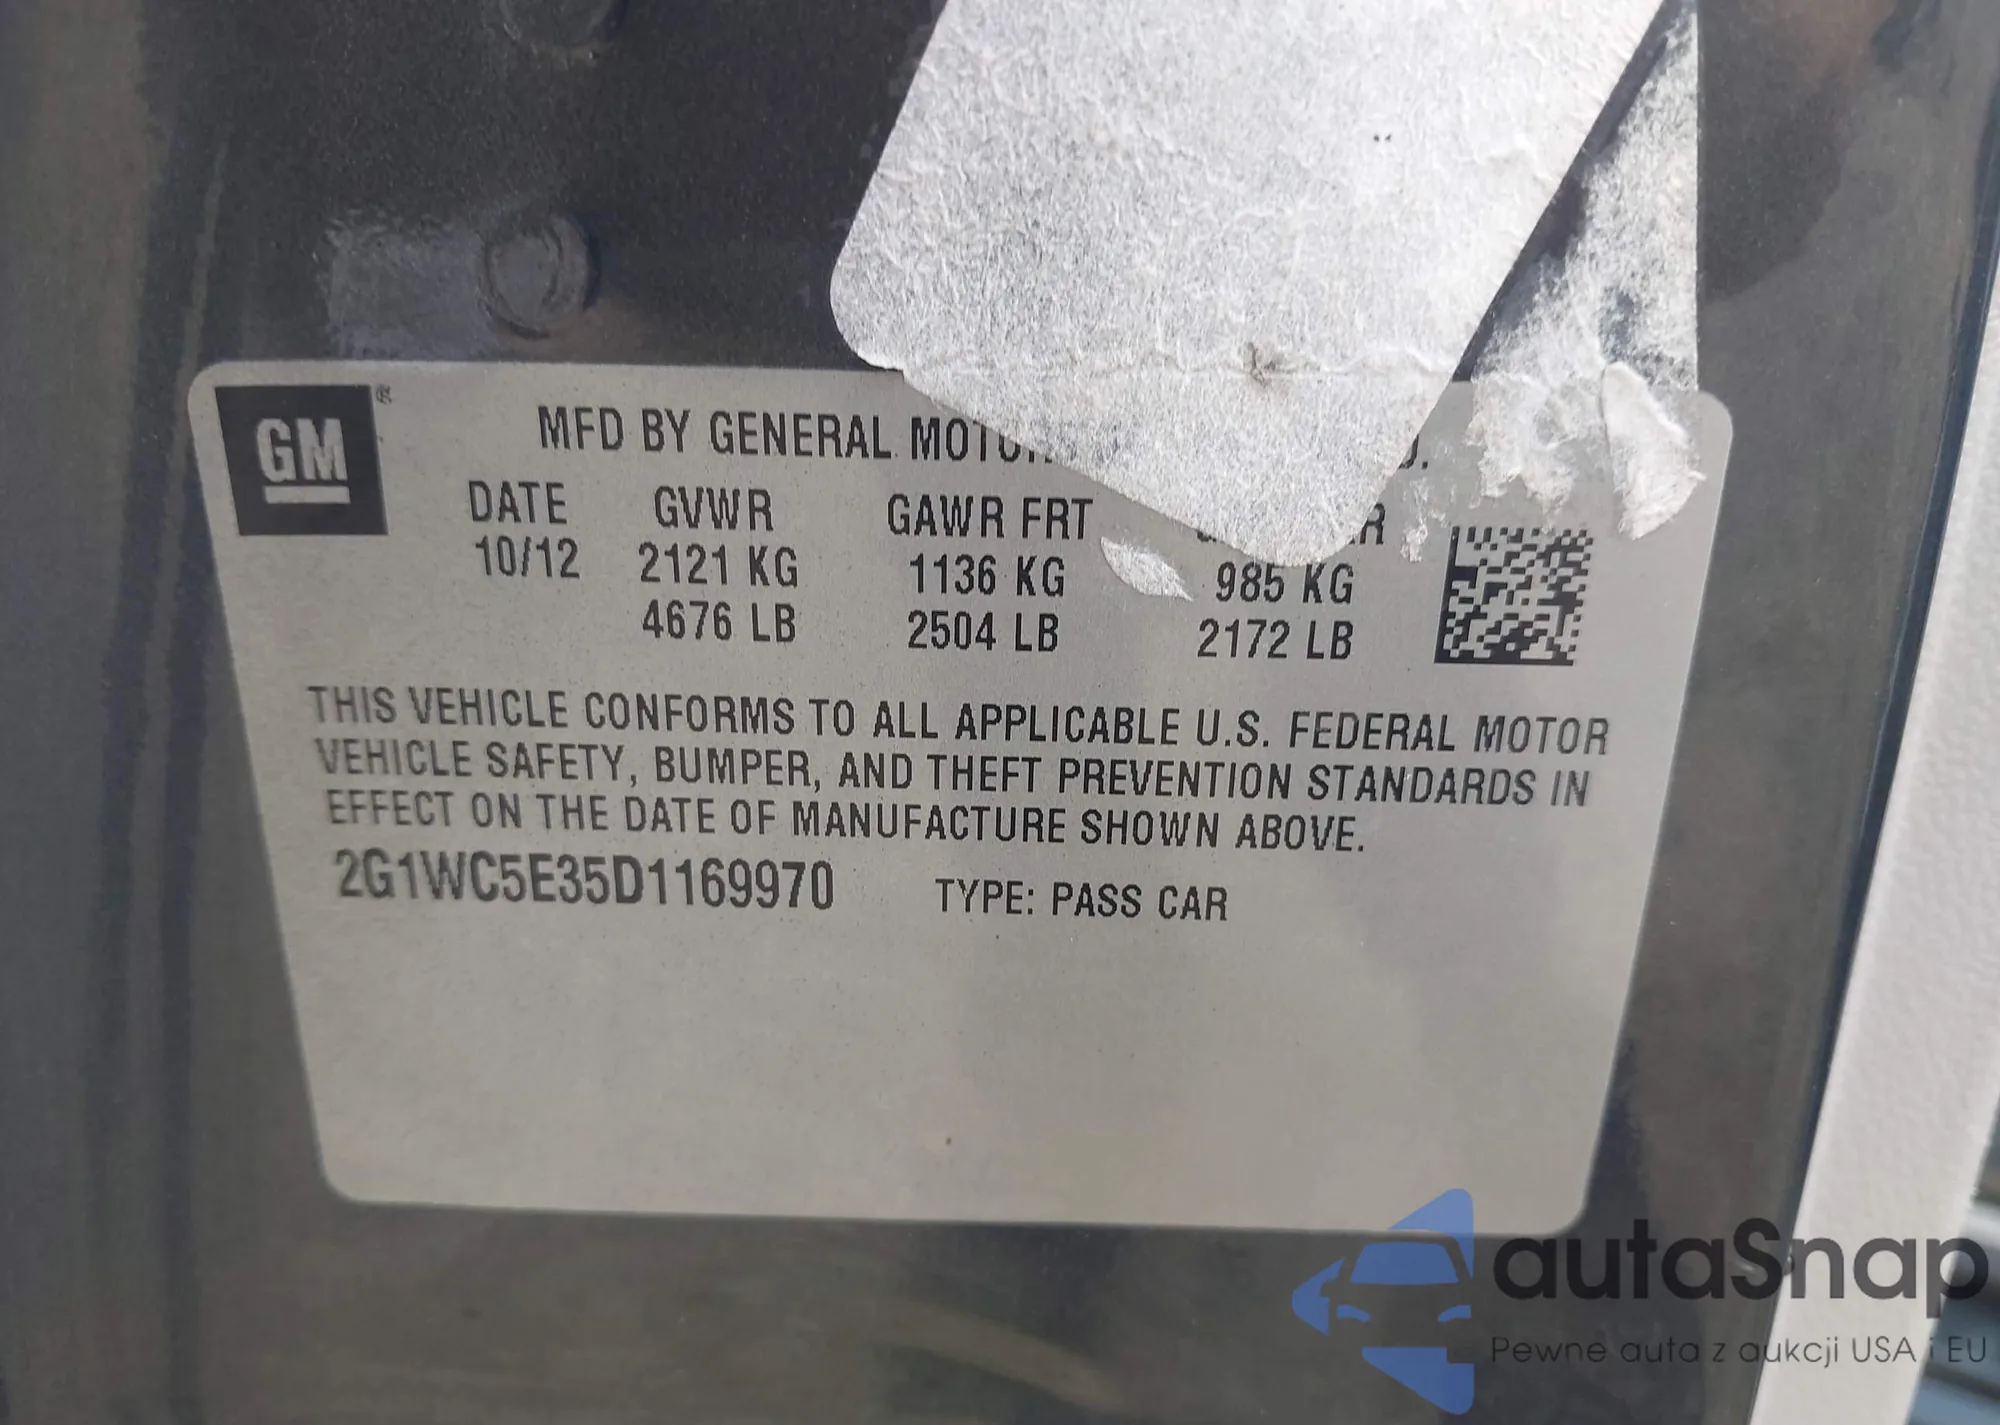 GM
MFD BY GENERAL
DATE GVWR GAWR FRT
10/12 2121 KG 1136 KG 985 KG
4676 LB 2504 LB 2172 LB
THIS VEHICLE CONFORMS TO ALL APPLICABLE U.S. FEDERAL MOTOR
VEHICLE SAFETY, BUMPER, AND THEFT PREVENTION STANDARDS IN
EFFECT ON THE DATE OF MANUFACTURE SHOWN ABOVE.
2G1WC5E35D1169970 TYPE: PASS CAR
autaSnap
Pewne auta z aukcji USA i EU